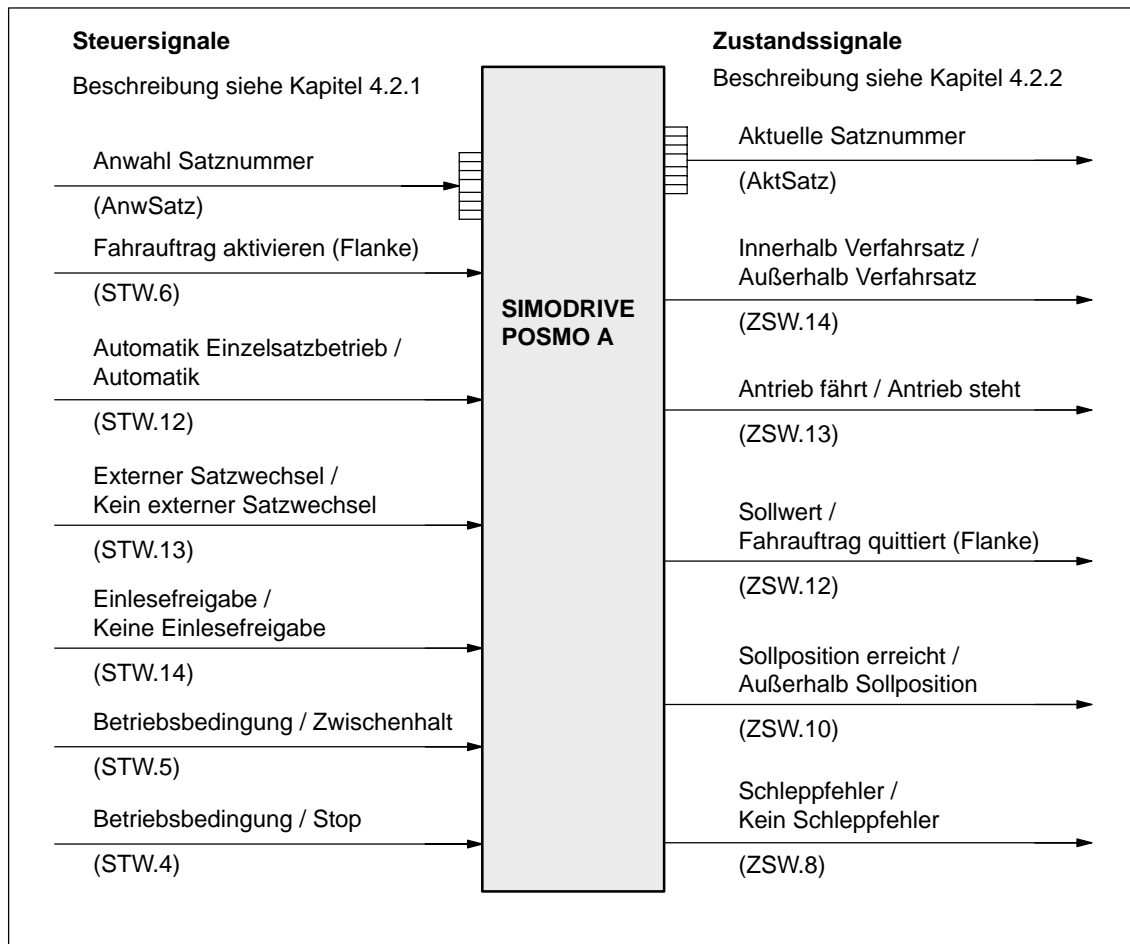 Steuersignale
Beschreibung siehe Kapitel 4.2.1
Anwahl Satznummer
(AnwSatz)
Fahrauftrag aktivieren (Flanke)
(STW.6)
Automatik Einzelsatzbetrieb /
Automatik
(STW.12)
Externer Satzwechsel /
Kein externer Satzwechsel
(STW.13)
Einlesefreigabe /
Keine Einlesefreigabe
(STW.14)
Betriebsbedingung / Zwischenhalt
(STW.5)
Betriebsbedingung / Stop
(STW.4)
SIMODRIVE
POSMO A
Zustandssignale
Beschreibung siehe Kapitel 4.2.2
Aktuelle Satznummer
(AktSatz)
Innerhalb Verfahrsatz /
Außerhalb Verfahrsatz
(ZSW.14)
Antrieb fährt / Antrieb steht
(ZSW.13)
Sollwert /
Fahrauftrag quittiert (Flanke)
(ZSW.12)
Sollposition erreicht /
Außerhalb Sollposition
(ZSW.10)
Schleppfehler /
Kein Schleppfehler
(ZSW.8)